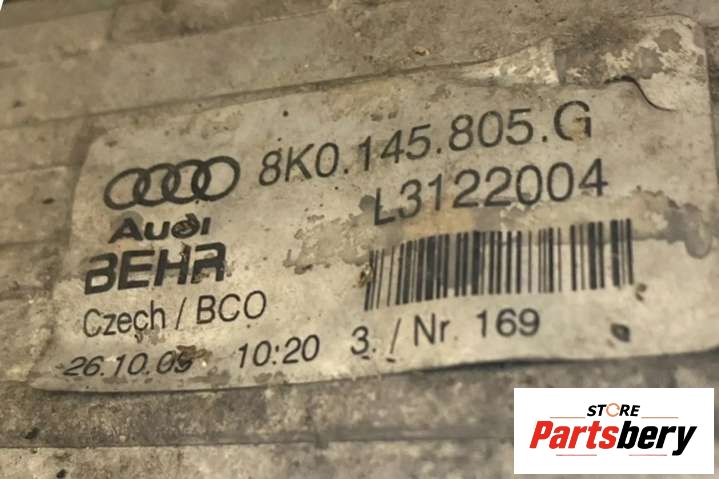 8K0.145.805.G
Audi
L3122004
BEHR
Czech / BCO
26.10.09 10:20 3. / Nr. 169
STORE
Partsbery